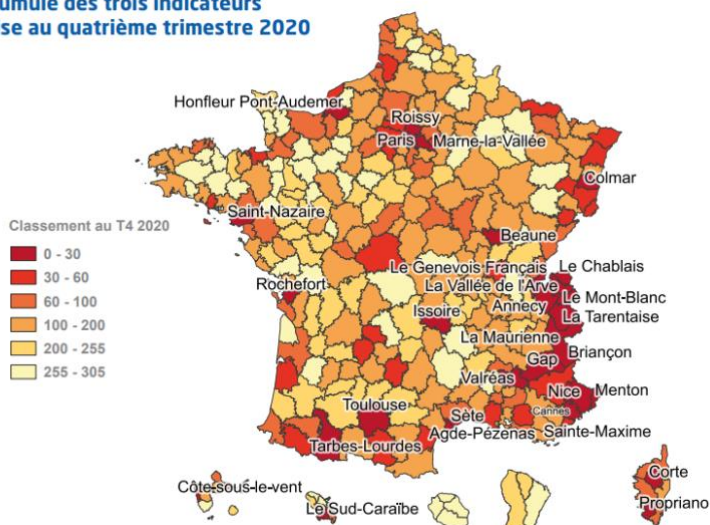 umulé des trois indicateurs
se au quatrième trimestre 2020
Honfleur Pont-Audemer
Roissy
Paris
Marne-la-Vallée
Colmar
Saint-Nazaire
Classement au T4 2020
0 - 30
30 - 60
60 - 100
100 - 200
200 - 255
255 - 305
Beaune
Rochefort
Le Genevois Français
Le Chablais
La Vallée de l'Arve
Le Mont-Blanc
Annecy
Issoire
La Tarentaise
La Maurienne
Gap
Briançon
Valréas
Nice
Menton
Toulouse
Sète
Cannes
Agde-Pézenas
Sainte-Maxime
Tarbes-Lourdes
Corte
Côte-sous-le-vent
Propriano
Le Sud-Caraïbe